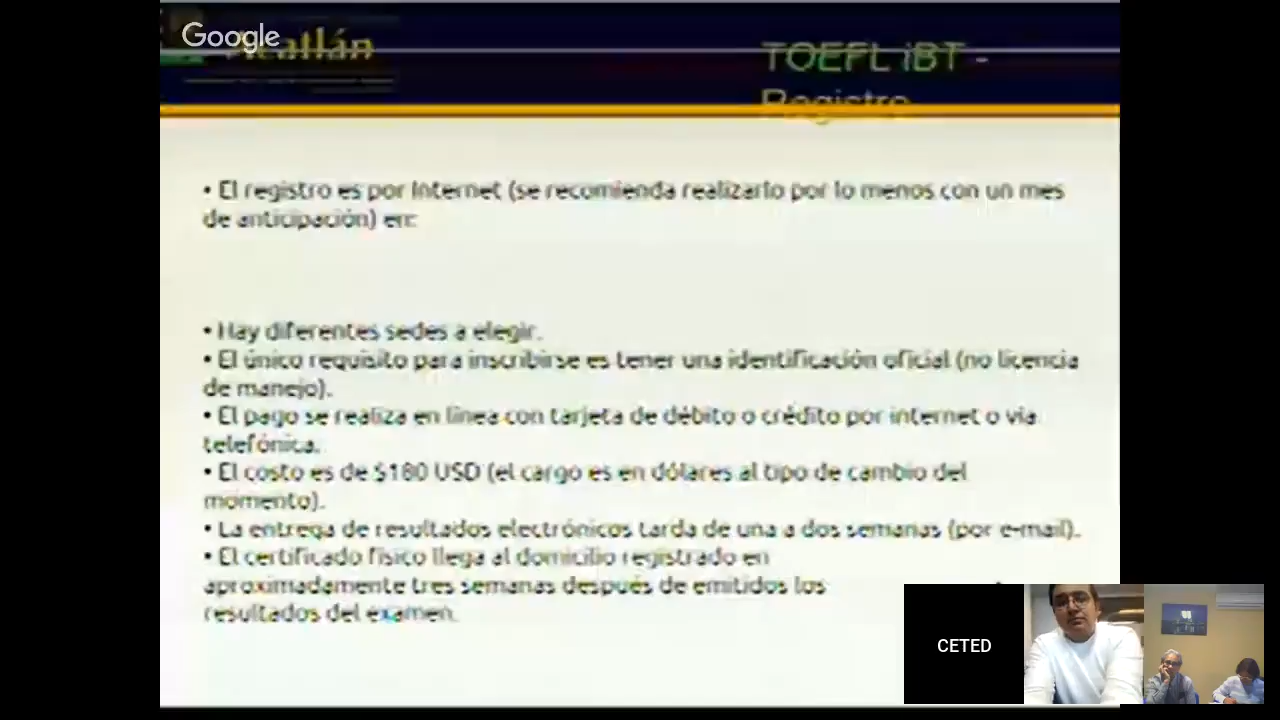 Google
Acatlán
TOEFL iBT -
Registro
• El registro es por Internet (se recomienda realizarlo por lo menos con un mes
de anticipación) en:
• Hay diferentes sedes a elegir.
• El único requisito para inscribirse es tener una identificación oficial (no licencia
de manejo).
• El pago se realiza en línea con tarjeta de débito o crédito por internet o vía
telefónica.
• El costo es de $180 USD (el cargo es en dólares al tipo de cambio del
momento).
• La entrega de resultados electrónicos tarda de una a dos semanas (por e-mail).
• El certificado físico llega al domicilio registrado en
aproximadamente tres semanas después de emitidos los
resultados del examen.
CETED